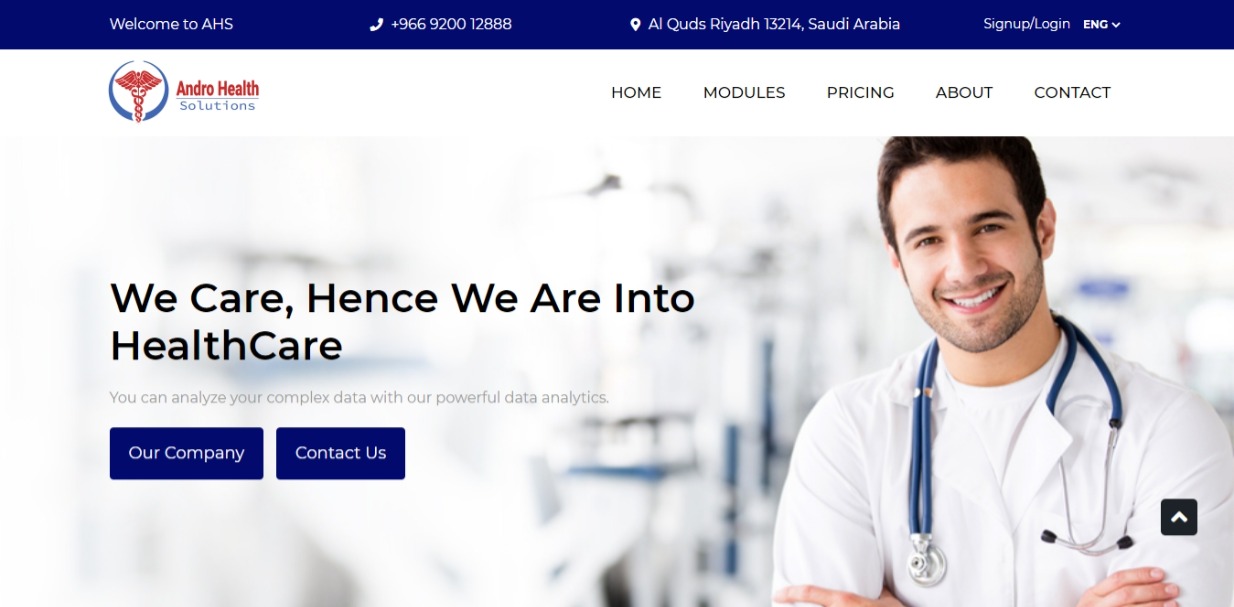 Welcome to AHS
+966 9200 12888
Al Quds Riyadh 13214, Saudi Arabia
Signup/Login
ENG
Andro Health
Solutions
HOME
MODULES
PRICING
ABOUT
CONTACT
We Care, Hence We Are Into
HealthCare
You can analyze your complex data with our powerful data analytics.
Our Company
Contact Us